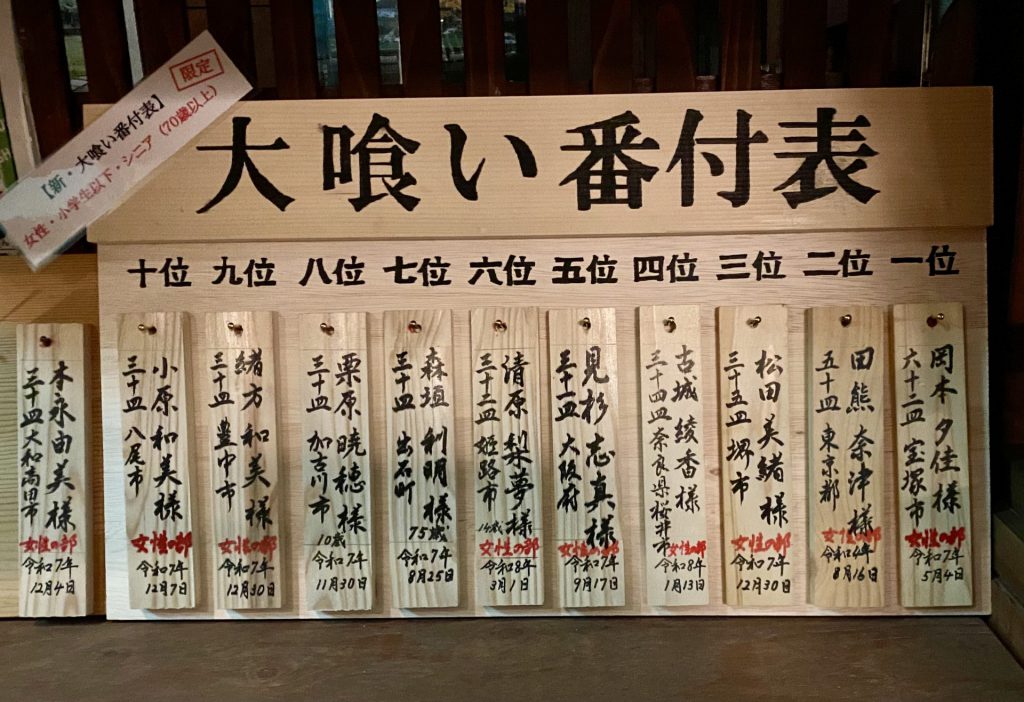 限定
【新・大喰い番付表】
女性・小学生以下・シニア（70歳以上）
大喰い番付表
十位 九位 八位 七位 六位 五位 四位 三位 二位 一位
岡本 夕佳様
六十二皿 宝塚市
女性の部
令和7年
5月4日
田熊 奈津様
五十四皿 東京都
女性の部
令和4年
8月16日
松田 美緒様
三十五皿 堺市
女性の部
令和7年
12月30日
古城 綾香様
三十四皿 奈良県桜井市
女性の部
令和8年
1月13日
見杉 志真様
三十二皿 大阪府
女性の部
令和7年
9月17日
清原 梨夢様
三十二皿 姫路市
14歳
女性の部
令和8年
3月1日
森垣 利明様
三十皿 出石町
75歳
令和7年
8月25日
栗原 暁穂様
三十皿 加古川市
10歳
令和7年
11月30日
緒方 和美様
三十皿 豊中市
女性の部
令和7年
12月30日
小原 和美様
三十皿 八尾市
女性の部
令和7年
12月7日
本永由美様
三十皿 大和高田市
女性の部
令和7年
12月4日